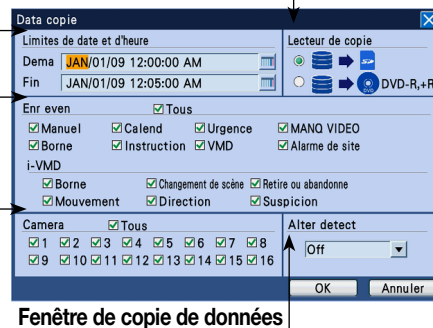 Data copie
Limites de date et d'heure
Dema JAN/01/09 12:00:00 AM
Fin JAN/01/09 12:05:00 AM
Lecteur de copie
SD
DVD DVD-R,+R
Enr even Tous
Manuel Calend Urgence MANQ VIDEO
Borne Instruction VMD Alarme de site
i-VMD
Borne Changement de scène Retire ou abandonne
Mouvement Direction Suspicion
Camera Tous
1 2 3 4 5 6 7 8
9 10 11 12 13 14 15 16
Alter detect
Off
OK Annuler
Fenêtre de copie de données